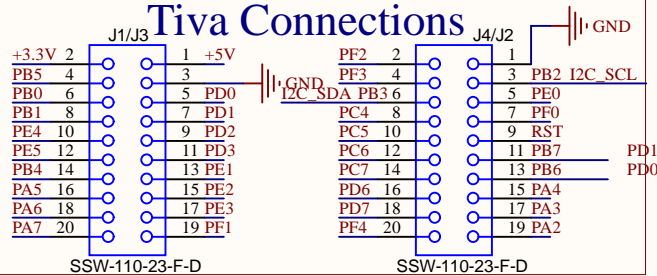 Tiva Connections
J1/J3 J4/J2 GND
+3.3V 2 1 +5V PF2 2 1
PB5 4 3 GND PF3 4 3 PB2 I2C_SCL
PB0 6 5 PD0 I2C_SDA PB3 6 5 PE0
PB1 8 7 PD1 PC4 8 7 PF0
PE4 10 9 PD2 PC5 10 9 RST
PE5 12 11 PD3 PC6 12 11 PB7 PD1
PB4 14 13 PE1 PC7 14 13 PB6 PD0
PA5 16 15 PE2 PD6 16 15 PA4
PA6 18 17 PE3 PD7 18 17 PA3
PA7 20 19 PF1 PF4 20 19 PA2
SSW-110-23-F-D SSW-110-23-F-D